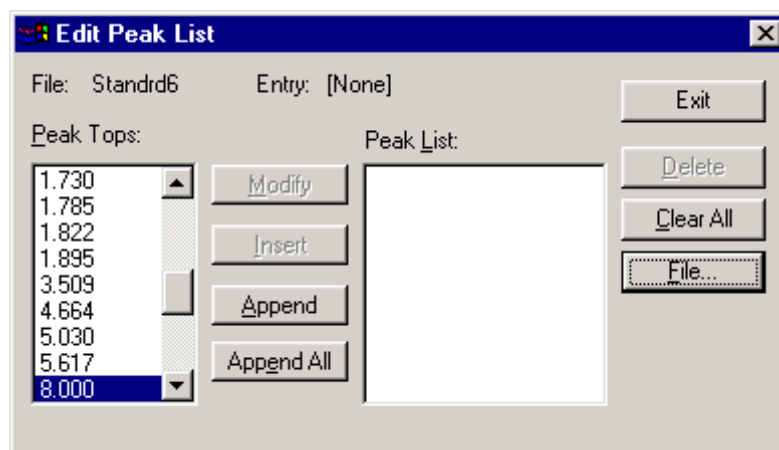 Edit Peak List
File: Standrd6 Entry: [None]
Exit
Peak Tops:
Peak List:
1.730
1.785
1.822
1.895
3.509
4.664
5.030
5.617
8.000
Modify
Insert
Append
Append All
Delete
Clear All
File...